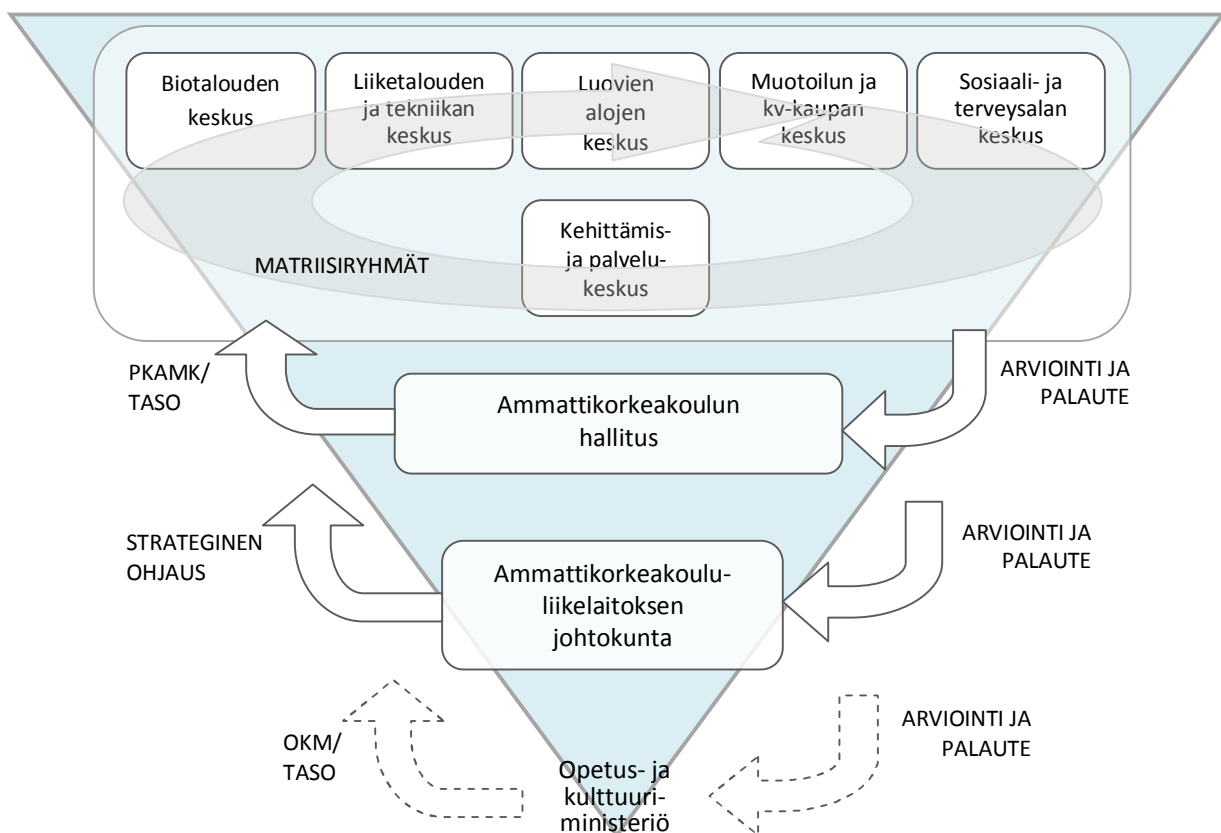 Biotalouden
keskus
Liiketalouden
ja tekniikan
keskus
Luovien
alojen
keskus
Muotoilun ja
kv-kaupan
keskus
Sosiaali- ja
terveysalan
keskus
Kehittämis-
ja palvelu-
keskus
MATRIISIRYHMÄT
PKAMK/
TASO
Ammattikorkeakoulun
hallitus
ARVIOINTI JA
PALAUTE
STRATEGINEN
OHJAUS
Ammattikorkeakoulu-
liikelaitoksen
johtokunta
ARVIOINTI JA
PALAUTE
OKM/
TASO
Opetus- ja
kulttuuri-
ministeriö
ARVIOINTI JA
PALAUTE